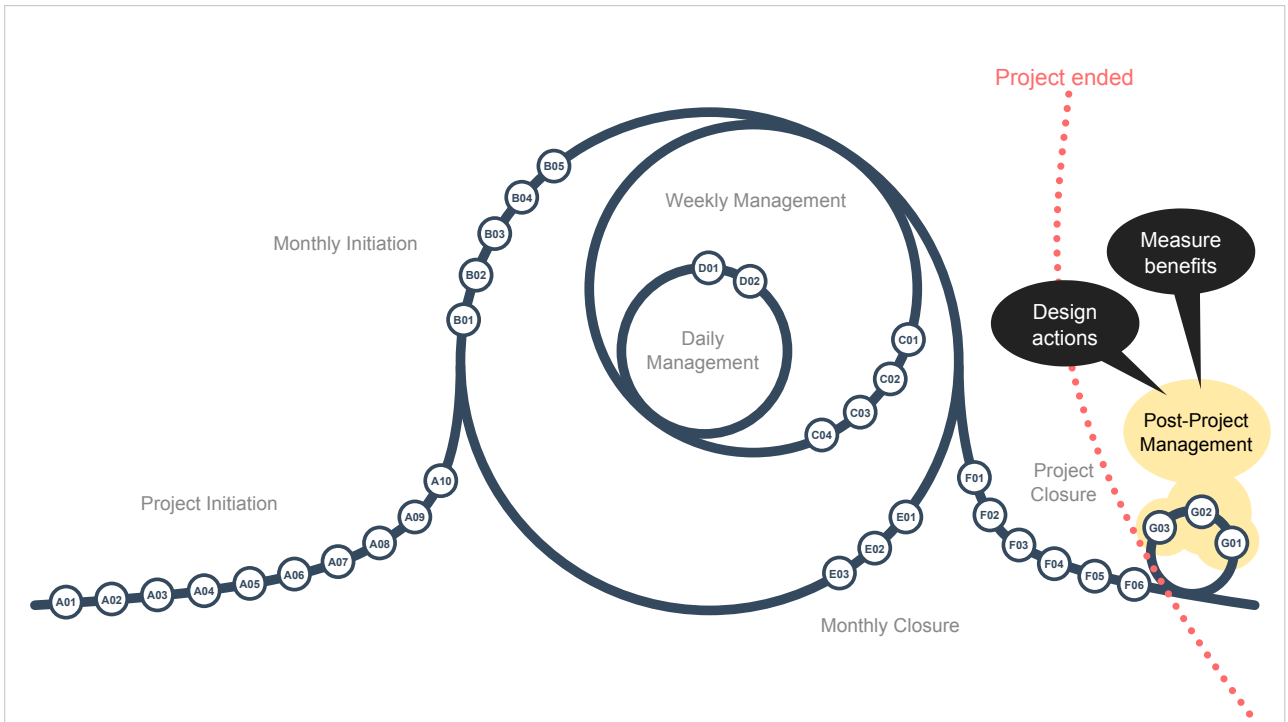 Project ended
Measure
benefits
Design
actions
Post-Project
Management
Weekly Management
Monthly Initiation
Daily
Management
Project Initiation
Project
Closure
Monthly Closure
A01
A02
A03
A04
A05
A06
A07
A08
A09
A10
B01
B02
B03
B04
B05
D01
D02
C01
C02
C03
C04
E01
E02
E03
F01
F02
F03
F04
F05
F06
G03
G02
G01